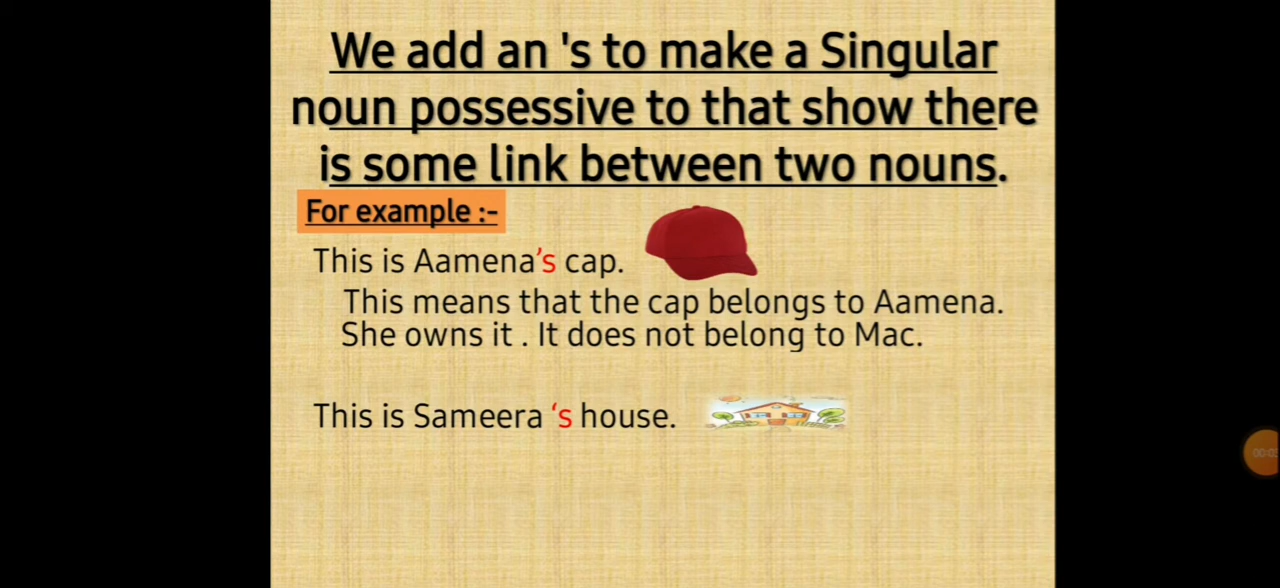 We add an 's to make a Singular
noun possessive to that show there
is some link between two nouns.
For example :-
This is Aamena’s cap.
This means that the cap belongs to Aamena.
She owns it . It does not belong to Mac.
This is Sameera ‘s house.